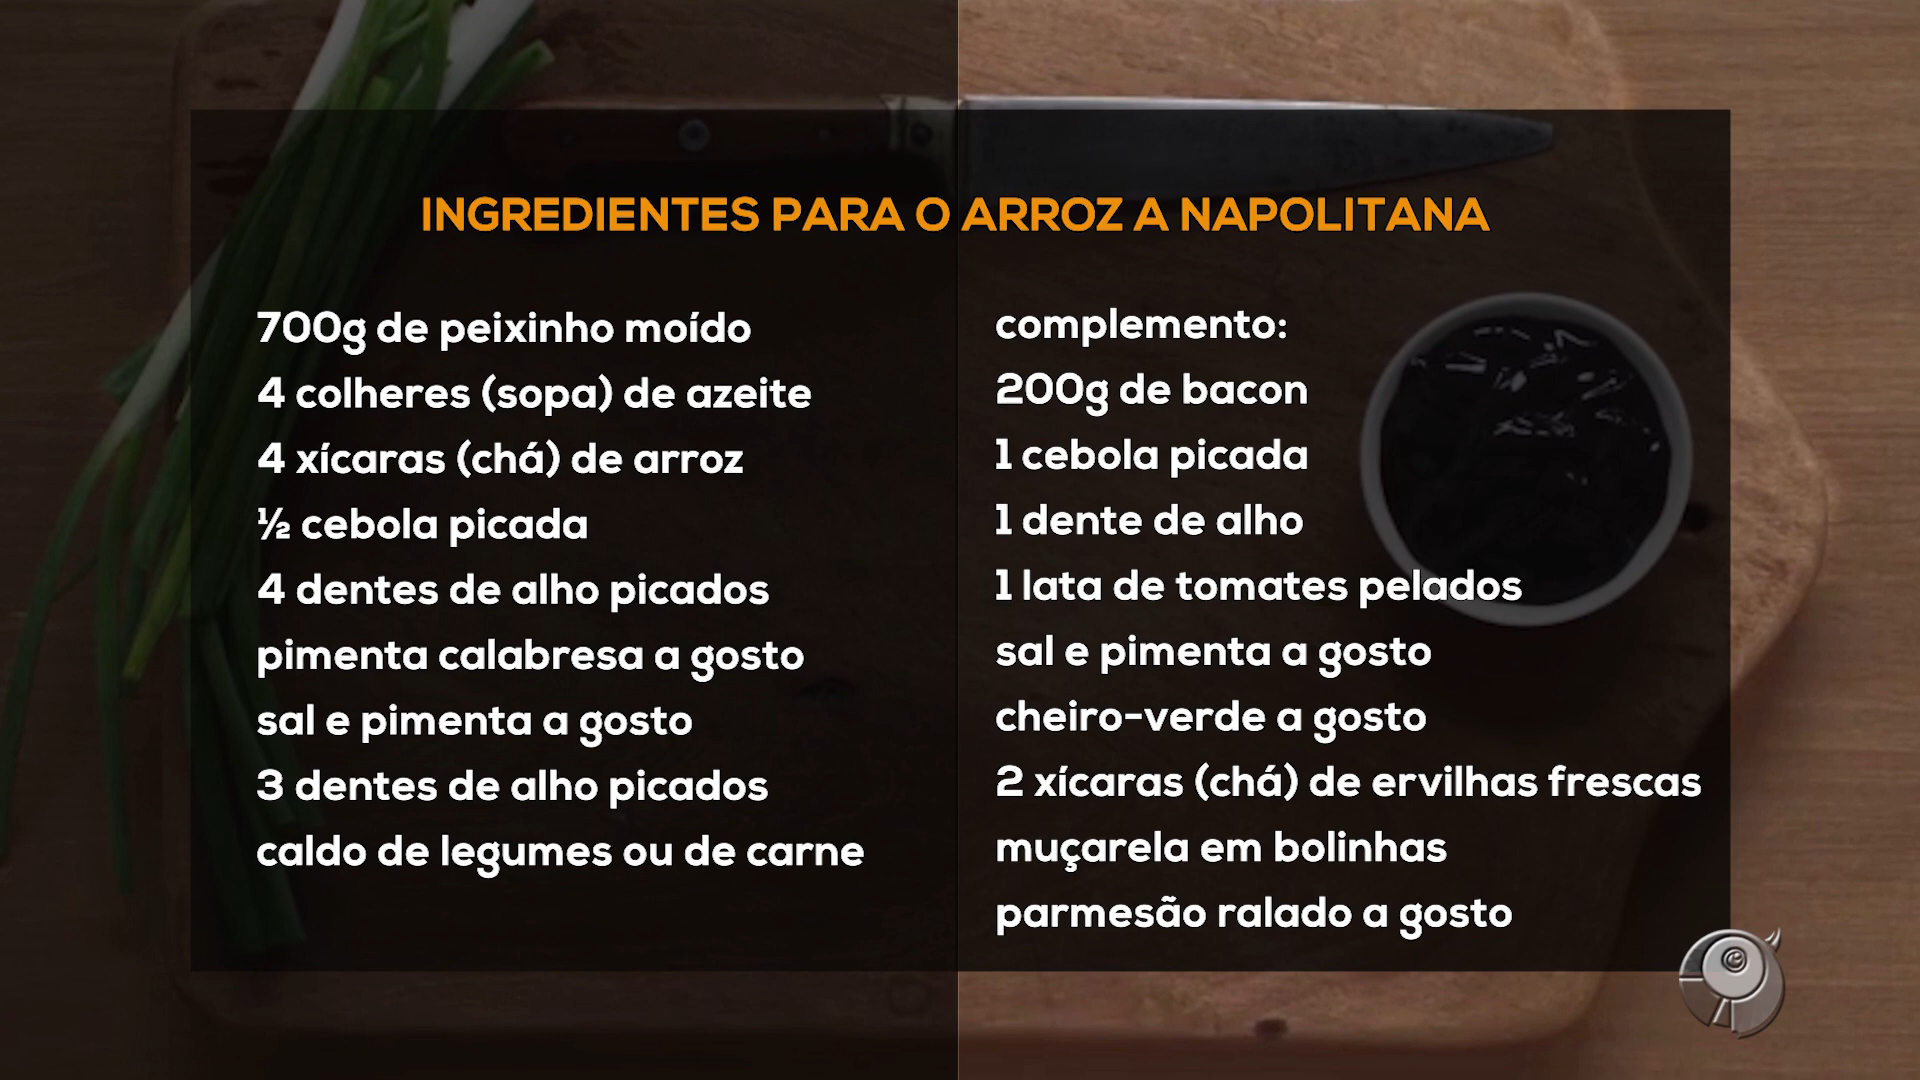 INGREDIENTES PARA O ARROZ A NAPOLITANA
700g de peixinho moído
4 colheres (sopa) de azeite
4 xícaras (chá) de arroz
½ cebola picada
4 dentes de alho picados
pimenta calabresa a gosto
sal e pimenta a gosto
3 dentes de alho picados
caldo de legumes ou de carne
complemento:
200g de bacon
1 cebola picada
1 dente de alho
1 lata de tomates pelados
sal e pimenta a gosto
cheiro-verde a gosto
2 xícaras (chá) de ervilhas frescas
muçarela em bolinhas
parmesão ralado a gosto